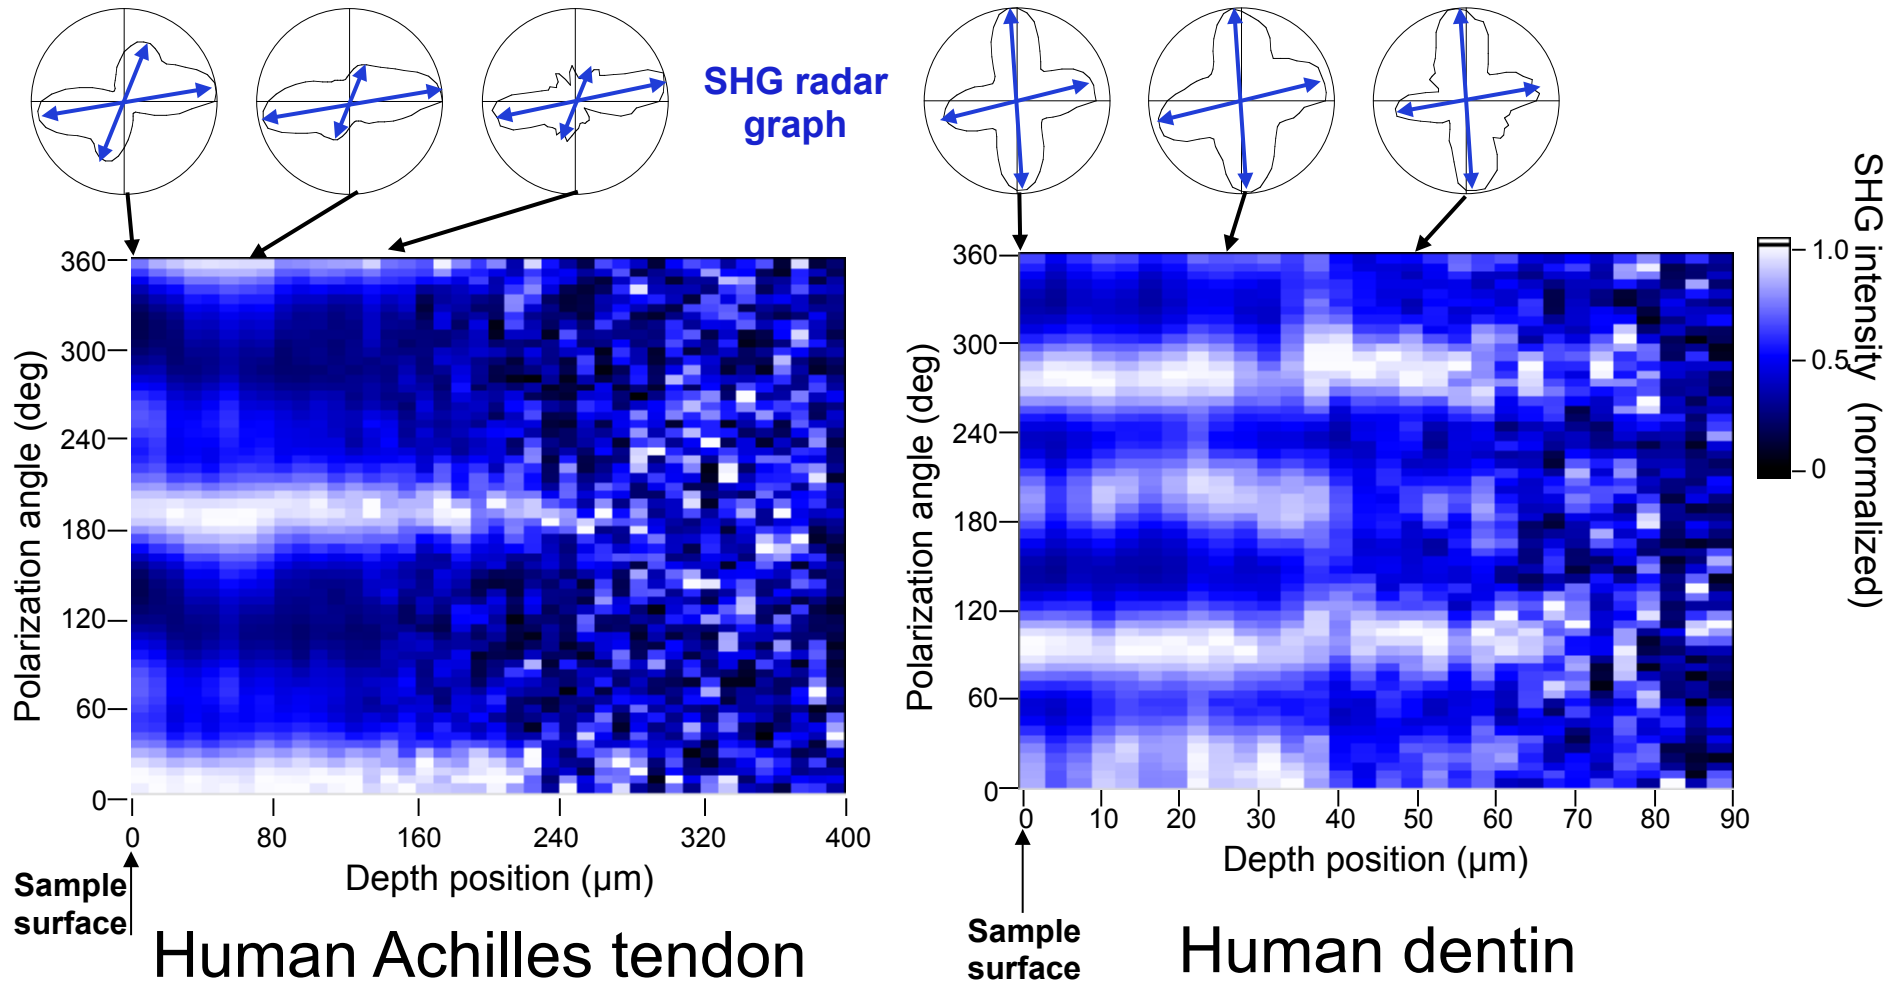 SHG radar
graph
360
300
240
180
120
60
0
Polarization angle (deg)
0
80
160
240
320
400
Depth position (μm)
Sample
surface
Human Achilles tendon
360
300
240
180
120
60
0
Polarization angle (deg)
0
10
20
30
40
50
60
70
80
90
Depth position (μm)
Sample
surface
Human dentin
1.0
0.5
0
SHG intensity (normalized)